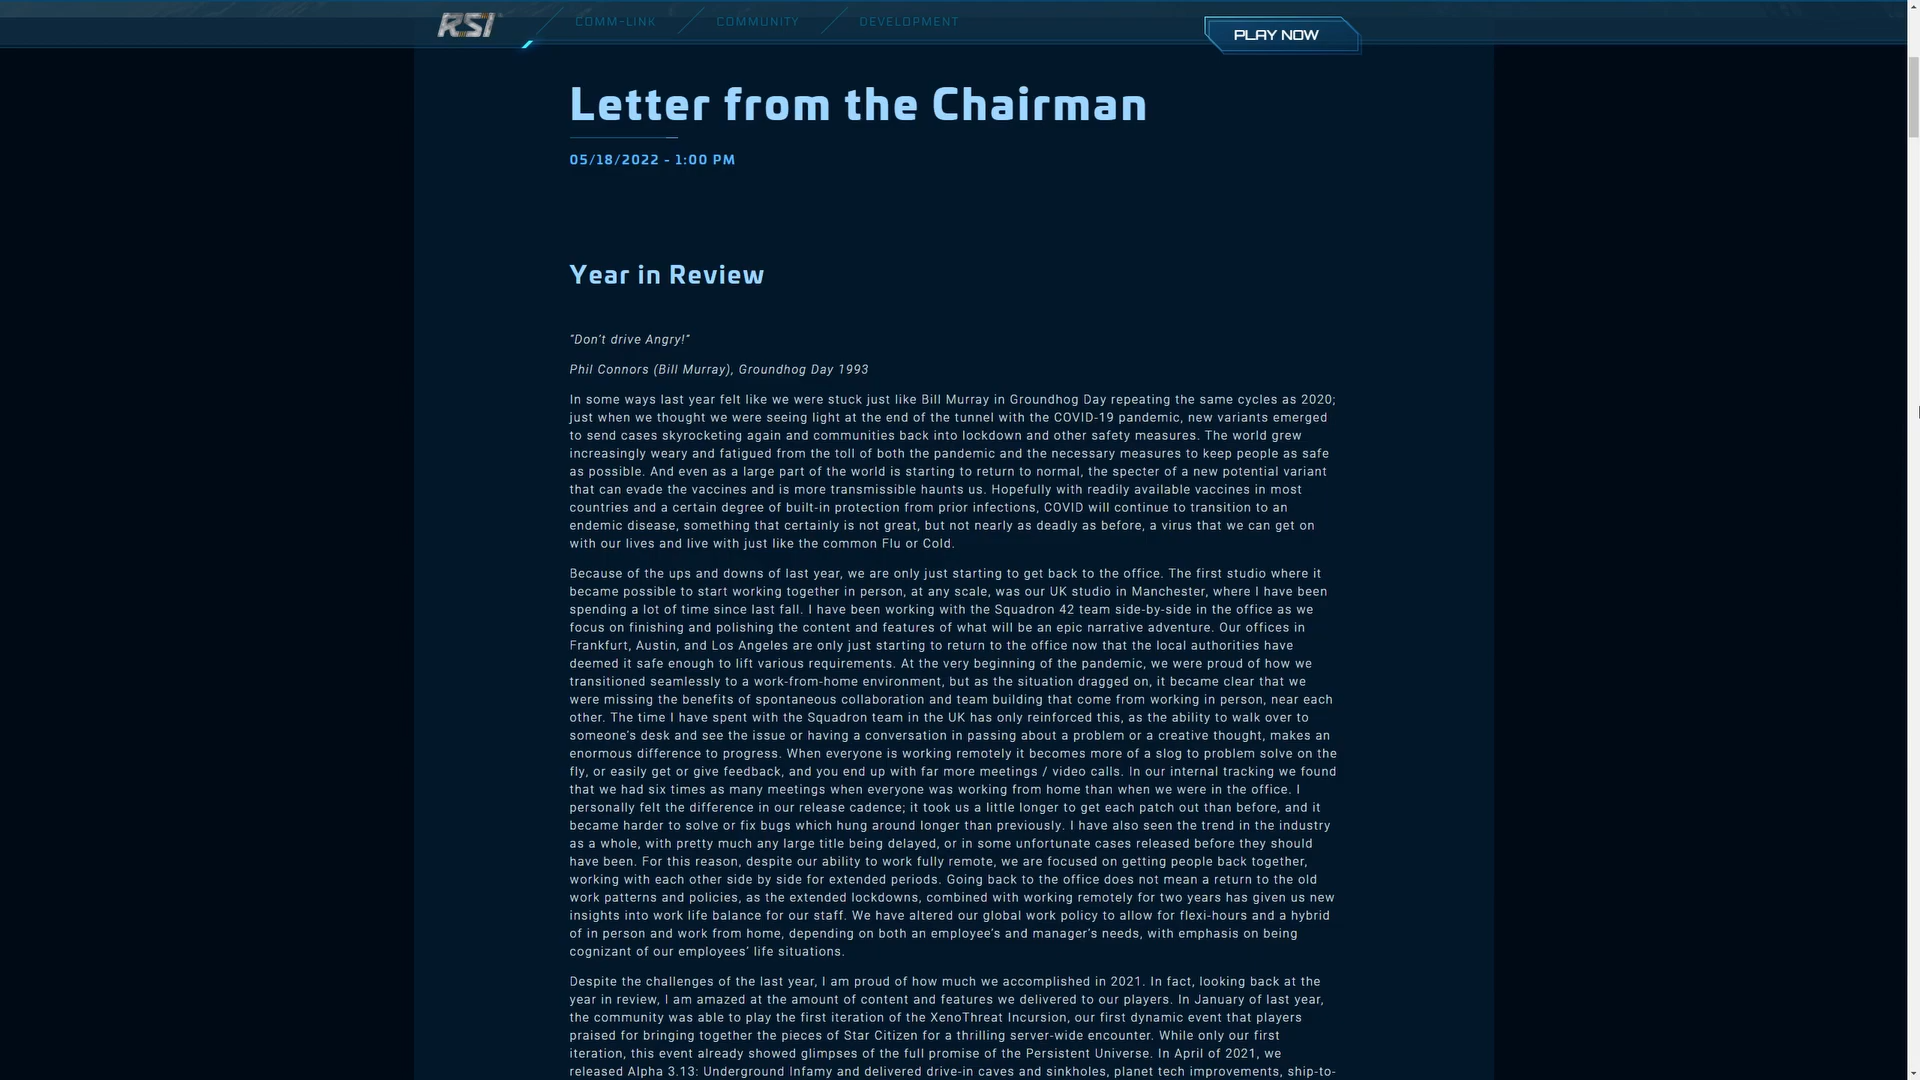 RSI
COMM-LINK
COMMUNITY
DEVELOPMENT
PLAY NOW
Letter from the Chairman
05/18/2022 - 1:00 PM
Year in Review
“Don’t drive Angry!”
Phil Connors (Bill Murray), Groundhog Day 1993
In some ways last year felt like we were stuck just like Bill Murray in Groundhog Day repeating the same cycles as 2020;
just when we thought we were seeing light at the end of the tunnel with the COVID-19 pandemic, new variants emerged
to send cases skyrocketing again and communities back into lockdown and other safety measures. The world grew
increasingly weary and fatigued from the toll of both the pandemic and the necessary measures to keep people as safe
as possible. And even as a large part of the world is starting to return to normal, the specter of a new potential variant
that can evade the vaccines and is more transmissible haunts us. Hopefully with readily available vaccines in most
countries and a certain degree of built-in protection from prior infections, COVID will continue to transition to an
endemic disease, something that certainly is not great, but not nearly as deadly as before, a virus that we can get on
with our lives and live with just like the common Flu or Cold.
Because of the ups and downs of last year, we are only just starting to get back to the office. The first studio where it
became possible to start working together in person, at any scale, was our UK studio in Manchester, where I have been
spending a lot of time since last fall. I have been working with the Squadron 42 team side-by-side in the office as we
focus on finishing and polishing the content and features of what will be an epic narrative adventure. Our offices in
Frankfurt, Austin, and Los Angeles are only just starting to return to the office now that the local authorities have
deemed it safe enough to lift various requirements. At the very beginning of the pandemic, we were proud of how we
transitioned seamlessly to a work-from-home environment, but as the situation dragged on, it became clear that we
were missing the benefits of spontaneous collaboration and team building that come from working in person, near each
other. The time I have spent with the Squadron team in the UK has only reinforced this, as the ability to walk over to
someone’s desk and see the issue or having a conversation in passing about a problem or a creative thought, makes an
enormous difference to progress. When everyone is working remotely it becomes more of a slog to problem solve on the
fly, or easily get or give feedback, and you end up with far more meetings / video calls. In our internal tracking we found
that we had six times as many meetings when everyone was working from home than when we were in the office. I
personally felt the difference in our release cadence; it took us a little longer to get each patch out than before, and it
became harder to solve or fix bugs which hung around longer than previously. I have also seen the trend in the industry
as a whole, with pretty much any large title being delayed, or in some unfortunate cases released before they should
have been. For this reason, despite our ability to work fully remote, we are focused on getting people back together,
working with each other side by side for extended periods. Going back to the office does not mean a return to the old
work patterns and policies, as the extended lockdowns, combined with working remotely for two years has given us new
insights into work life balance for our staff. We have altered our global work policy to allow for flexi-hours and a hybrid
of in person and work from home, depending on both an employee’s and manager’s needs, with emphasis on being
cognizant of our employees’ life situations.
Despite the challenges of the last year, I am proud of how much we accomplished in 2021. In fact, looking back at the
year in review, I am amazed at the amount of content and features we delivered to our players. In January of last year,
the community was able to play the first iteration of the XenoThreat Incursion, our first dynamic event that players
praised for bringing together the pieces of Star Citizen for a thrilling server-wide encounter. While only our first
iteration, this event already showed glimpses of the full promise of the Persistent Universe. In April of 2021, we
released Alpha 3.13: Underground Infamy and delivered drive-in caves and sinkholes, planet tech improvements, ship-to-